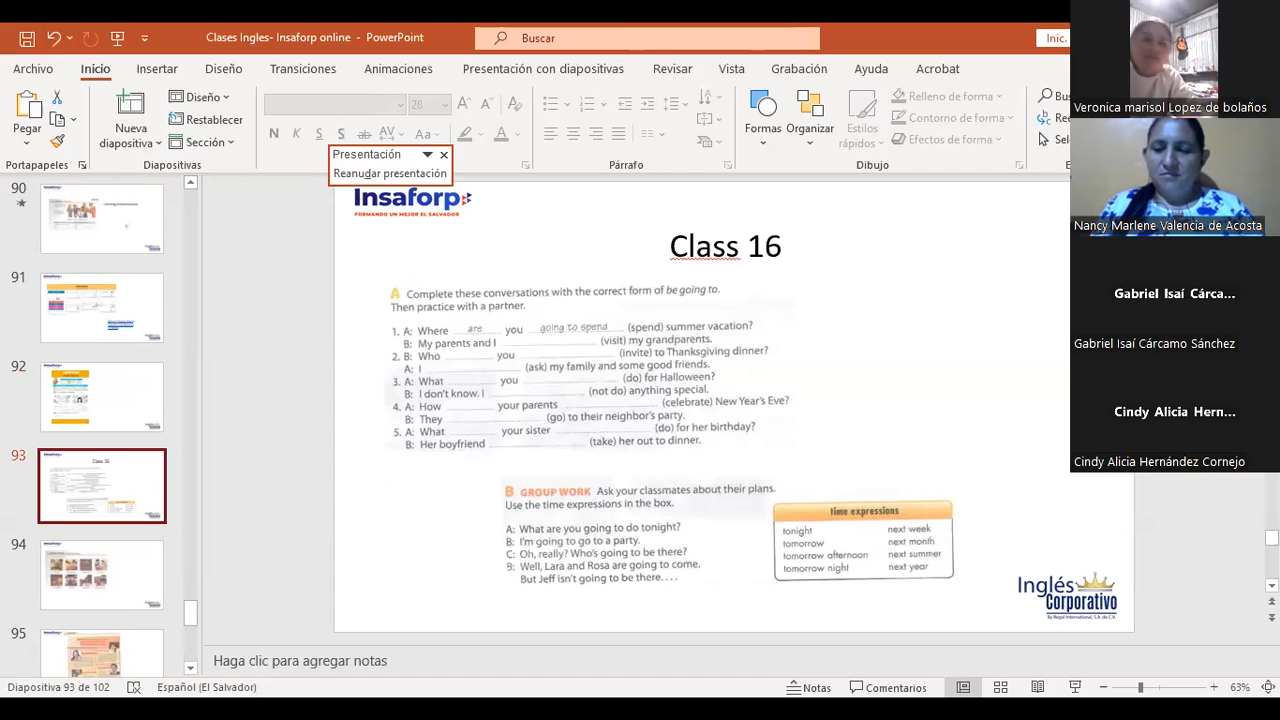 Clases Ingles- Insaforp online - PowerPoint
Buscar
Inic.
Archivo Inicio Insertar Diseño Transiciones Animaciones Presentación con diapositivas Revisar Vista Grabación Ayuda Acrobat
Pegar
Nueva diapositiva
Diseño
Restablecer
Sección
28
N K S S ab AV Aa A
Formas
Organizar
Estilos rápidos
Relleno de forma
Contorno de forma
Efectos de forma
Portapapeles
Diapositivas
Párrafo
Dibujo
Presentación
Reanudar presentación
90
91
92
93
94
95
Insaforp
FORMANDO UN MEJOR EL SALVADOR
Class 16
A Complete these conversations with the correct form of be going to.
Then practice with a partner.
1. A: Where are you going to spend (spend) summer vacation?
B: My parents and I (visit) my grandparents.
2. B: Who you (invite) to Thanksgiving dinner?
A: I (ask) my family and some good friends.
3. A: What you (do) for Halloween?
B: I don't know. I (not do) anything special.
4. A: How your parents (celebrate) New Year's Eve?
B: They (go) to their neighbor's party.
5. A: What your sister (do) for her birthday?
B: Her boyfriend (take) her out to dinner.
B GROUP WORK Ask your classmates about their plans.
Use the time expressions in the box.
A: What are you going to do tonight?
B: I'm going to go to a party.
C: Oh, really? Who's going to be there?
B: Well, Lara and Rosa are going to come.
But Jeff isn't going to be there. . . .
time expressions
tonight next week
tomorrow next month
tomorrow afternoon next summer
tomorrow night next year
Inglés
Corporativo
By Regal International, S.A. de C.V.
Haga clic para agregar notas
Diapositiva 93 de 102 Español (El Salvador) Notas Comentarios 63%
Veronica marisol Lopez de bolaños
Nancy Marlene Valencia de Acosta
Gabriel Isaí Cárca...
Gabriel Isaí Cárcamo Sánchez
Cindy Alicia Hern...
Cindy Alicia Hernández Cornejo